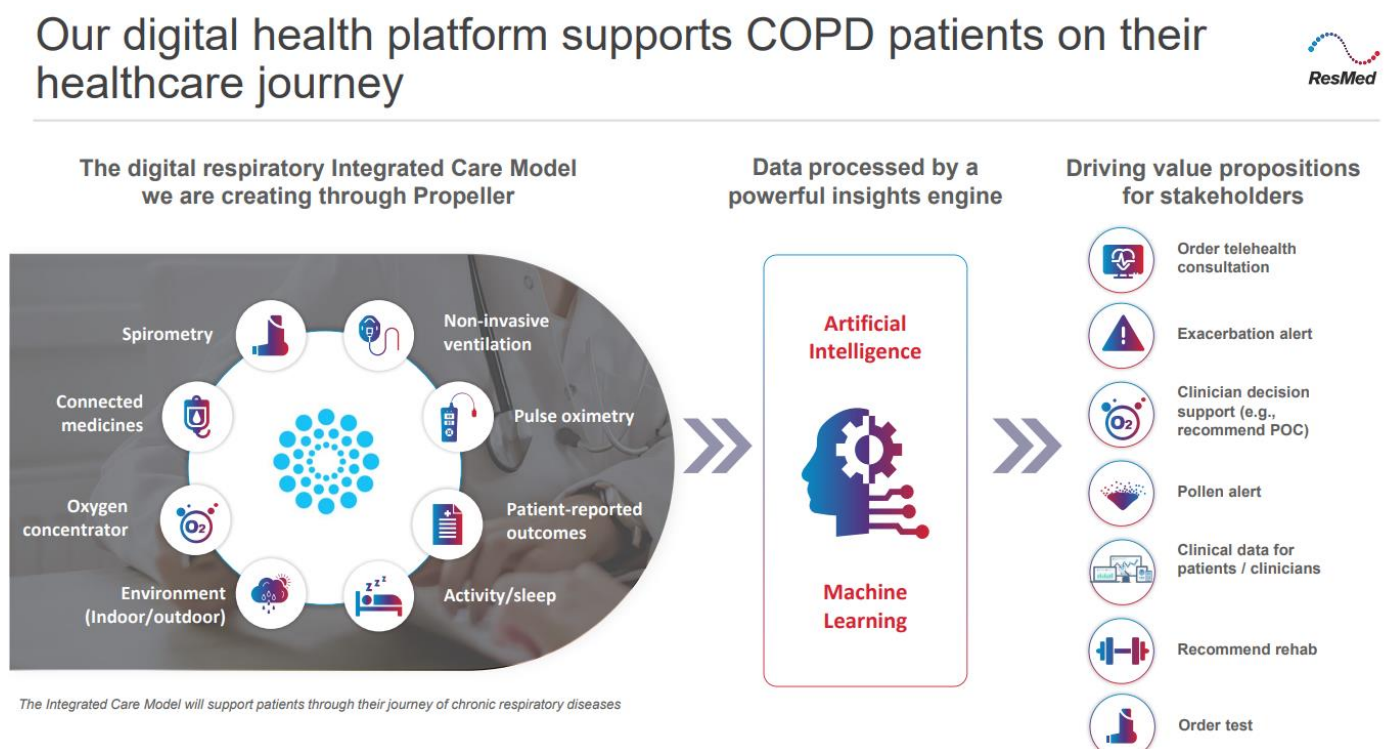 Our digital health platform supports COPD patients on their
healthcare journey
ResMed
The digital respiratory Integrated Care Model
we are creating through Propeller
Spirometry
Non-invasive
ventilation
Connected
medicines
Pulse oximetry
Oxygen
concentrator
O2
Patient-reported
outcomes
Environment
(Indoor/outdoor)
zzz
Activity/sleep
The Integrated Care Model will support patients through their journey of chronic respiratory diseases
Data processed by a
powerful insights engine
Artificial
Intelligence
Machine
Learning
Driving value propositions
for stakeholders
Order telehealth
consultation
!
Exacerbation alert
O2
Clinician decision
support (e.g.,
recommend POC)
Pollen alert
Clinical data for
patients / clinicians
Recommend rehab
Order test